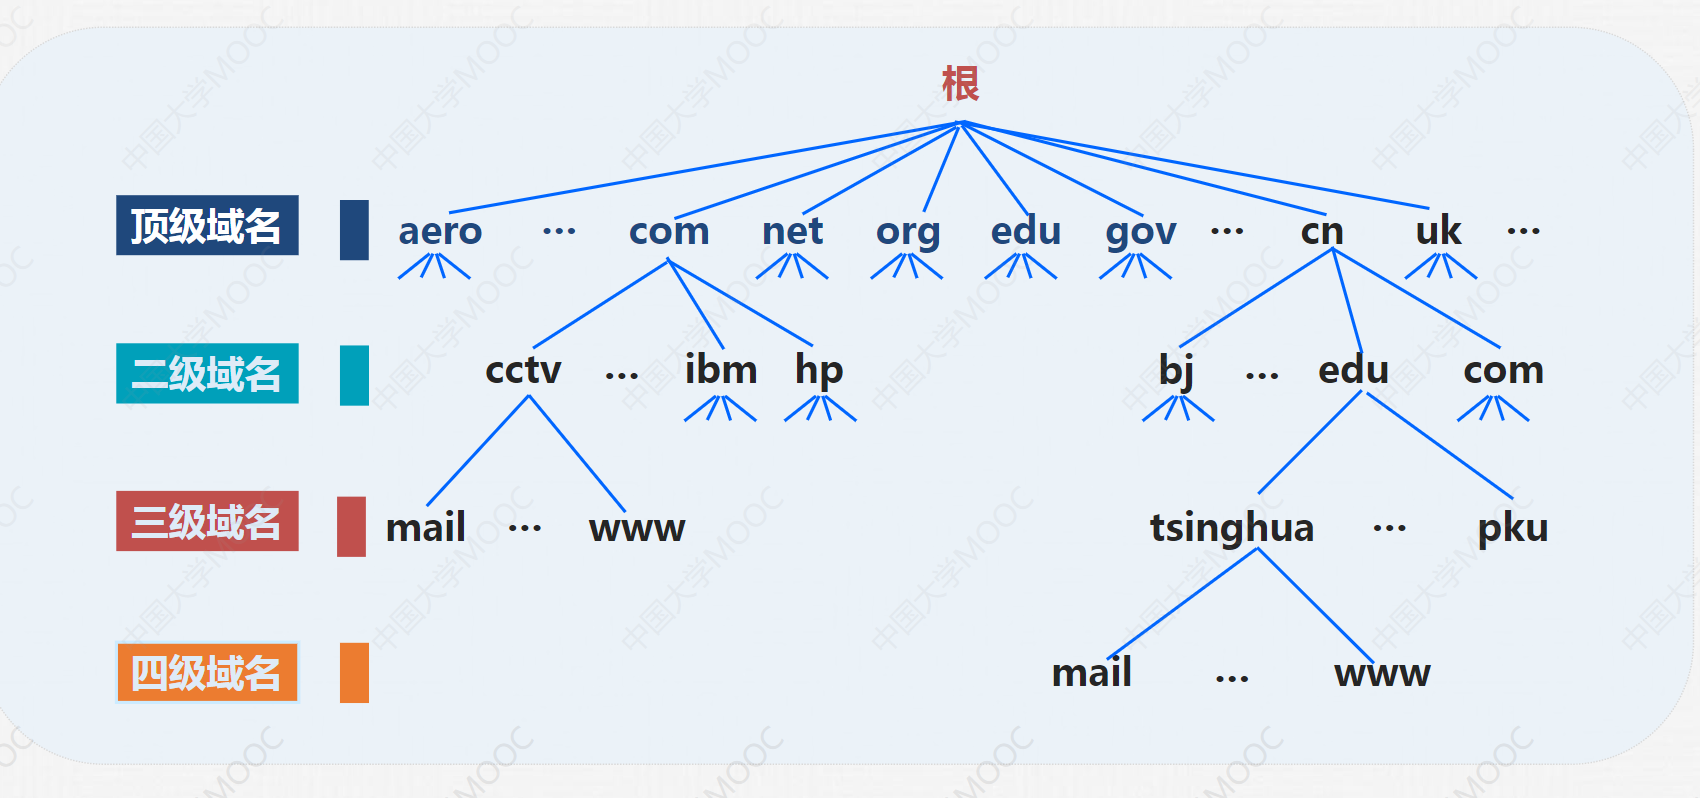 根
顶级域名 aero … com net org edu gov … cn uk …
二级域名 cctv … ibm hp bj … edu com
三级域名 mail … www tsinghua … pku
四级域名 mail … www
中国大学MOOC